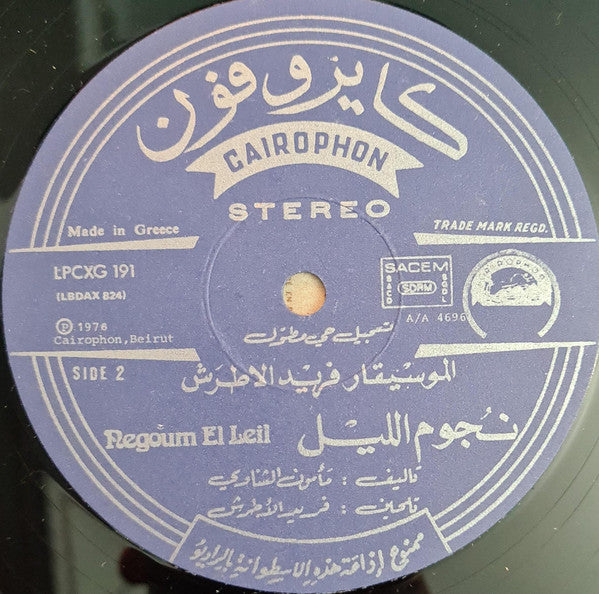 كايروفون
CAIROPHON
STEREO
Made in Greece
TRADE MARK REGD.
LPCXG 191
(LBDAX 824)
SACEM
SDRM
A/A 4696
℗ 1976
Cairophon, Beirut
تسجيل حي مطول
SIDE 2
الموسيقار فريد الاطرش
نجوم الليل
Negoum El Leil
تأليف : مأمون الشناوي
تلحين : فريد الأطرش
ممنوع إذاعة هذه الاسطوانة بالراديو